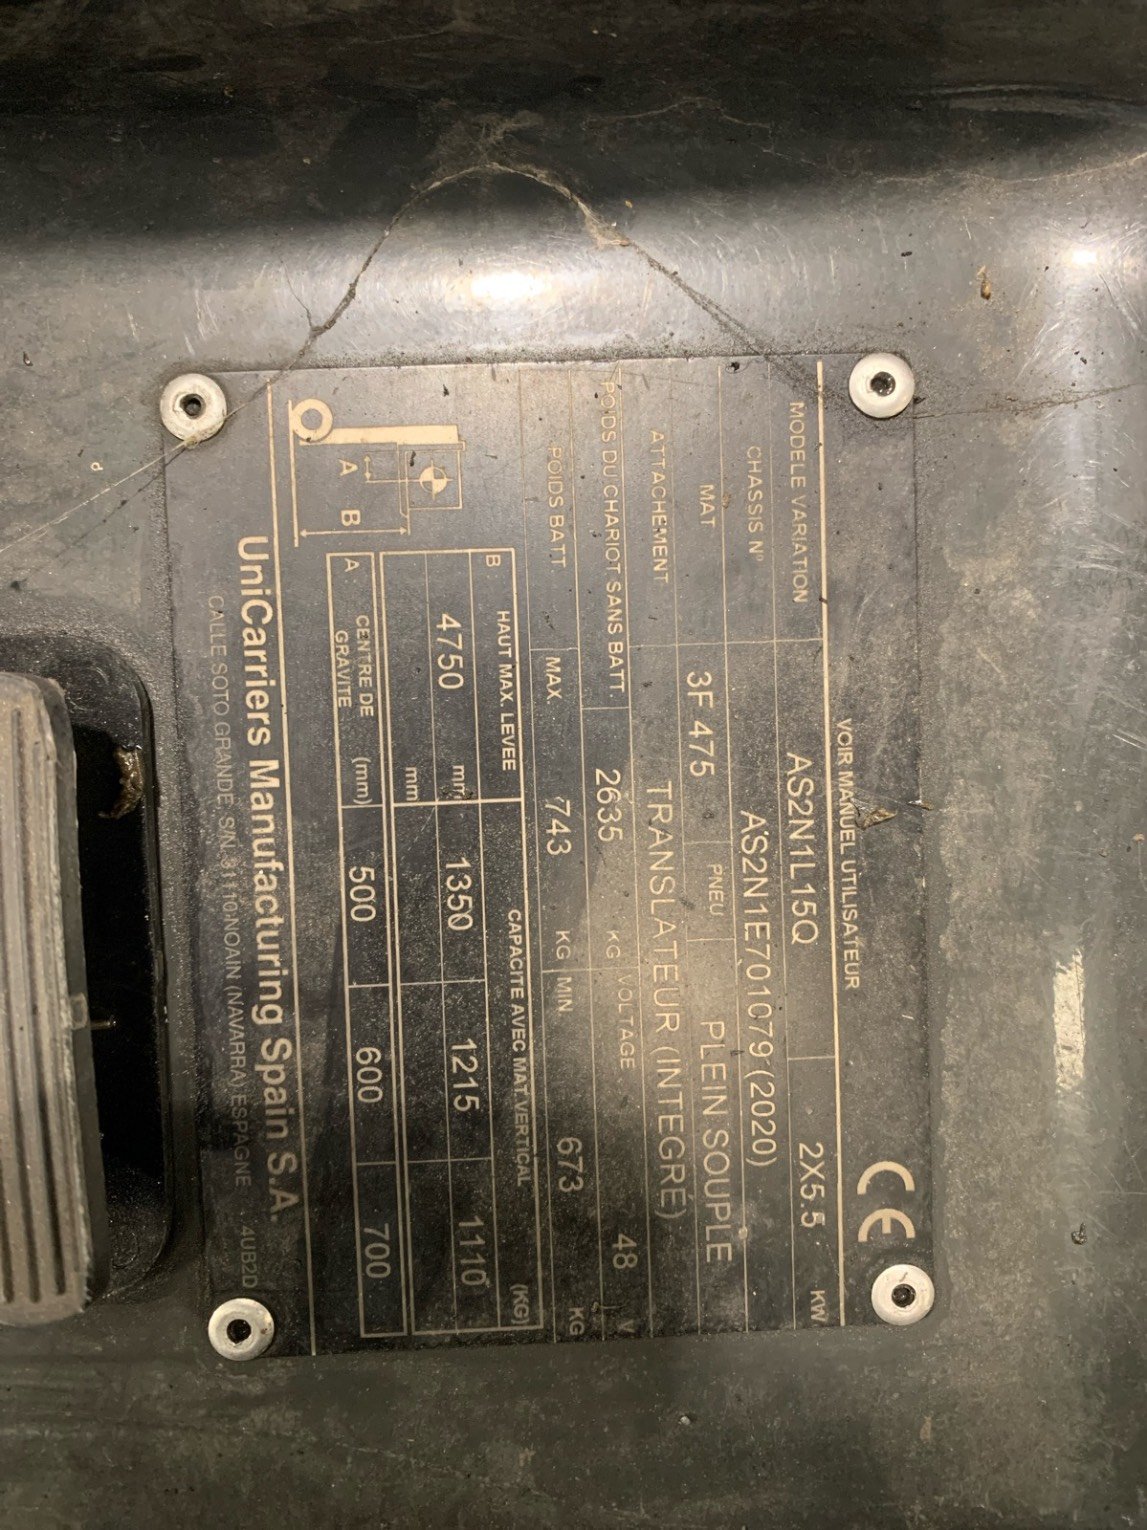 VOIR MANUEL UTILISATEUR CE
MODELE VARIATION AS2N1L15Q 2X5.5 KW
CHASSIS N° AS2N1E701079 (2020)
MAT 3F 475 PNEU PLEIN SOUPLE
ATTACHEMENT TRANSLATEUR (INTEGRÉ)
POIDS DU CHARIOT SANS BATT. 2635 KG VOLTAGE 48 V
POIDS BATT. MAX. 743 KG MIN 673 KG
B HAUT MAX. LEVEE CAPACITE AVEC MAT VERTICAL (KG)
4750 mm 1350 1215 1110
mm
A CENTRE DE GRAVITE (mm) 500 600 700
A
B
UniCarriers Manufacturing Spain S.A.
CALLE SOTO GRANDE S/N. 31110 NOAIN (NAVARRA) ESPAGNE 4UB2D